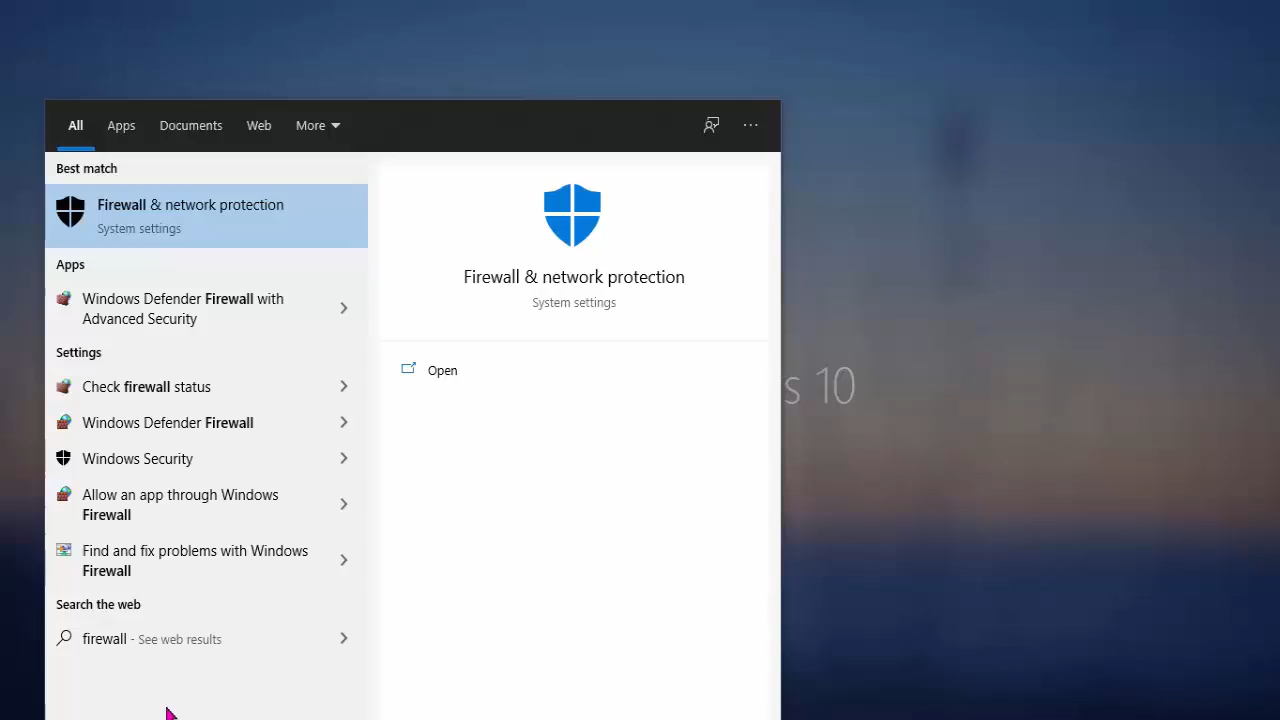 All Apps Documents Web More ...
Best match
Firewall & network protection
System settings
Apps
Windows Defender Firewall with
Advanced Security
Settings
Check firewall status
Windows Defender Firewall
Windows Security
Allow an app through Windows
Firewall
Find and fix problems with Windows
Firewall
Search the web
firewall - See web results
Firewall & network protection
System settings
Open
s 10